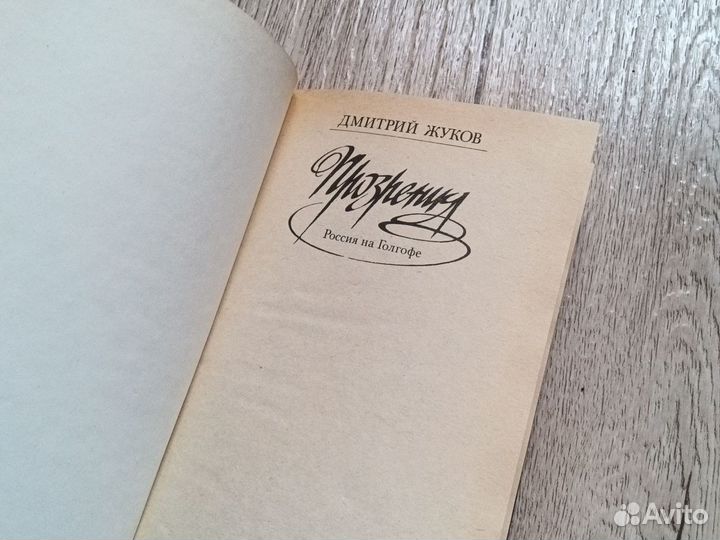 ДМИТРИЙ ЖУКОВ
Прозрения
Россия на Голгофе
Avito